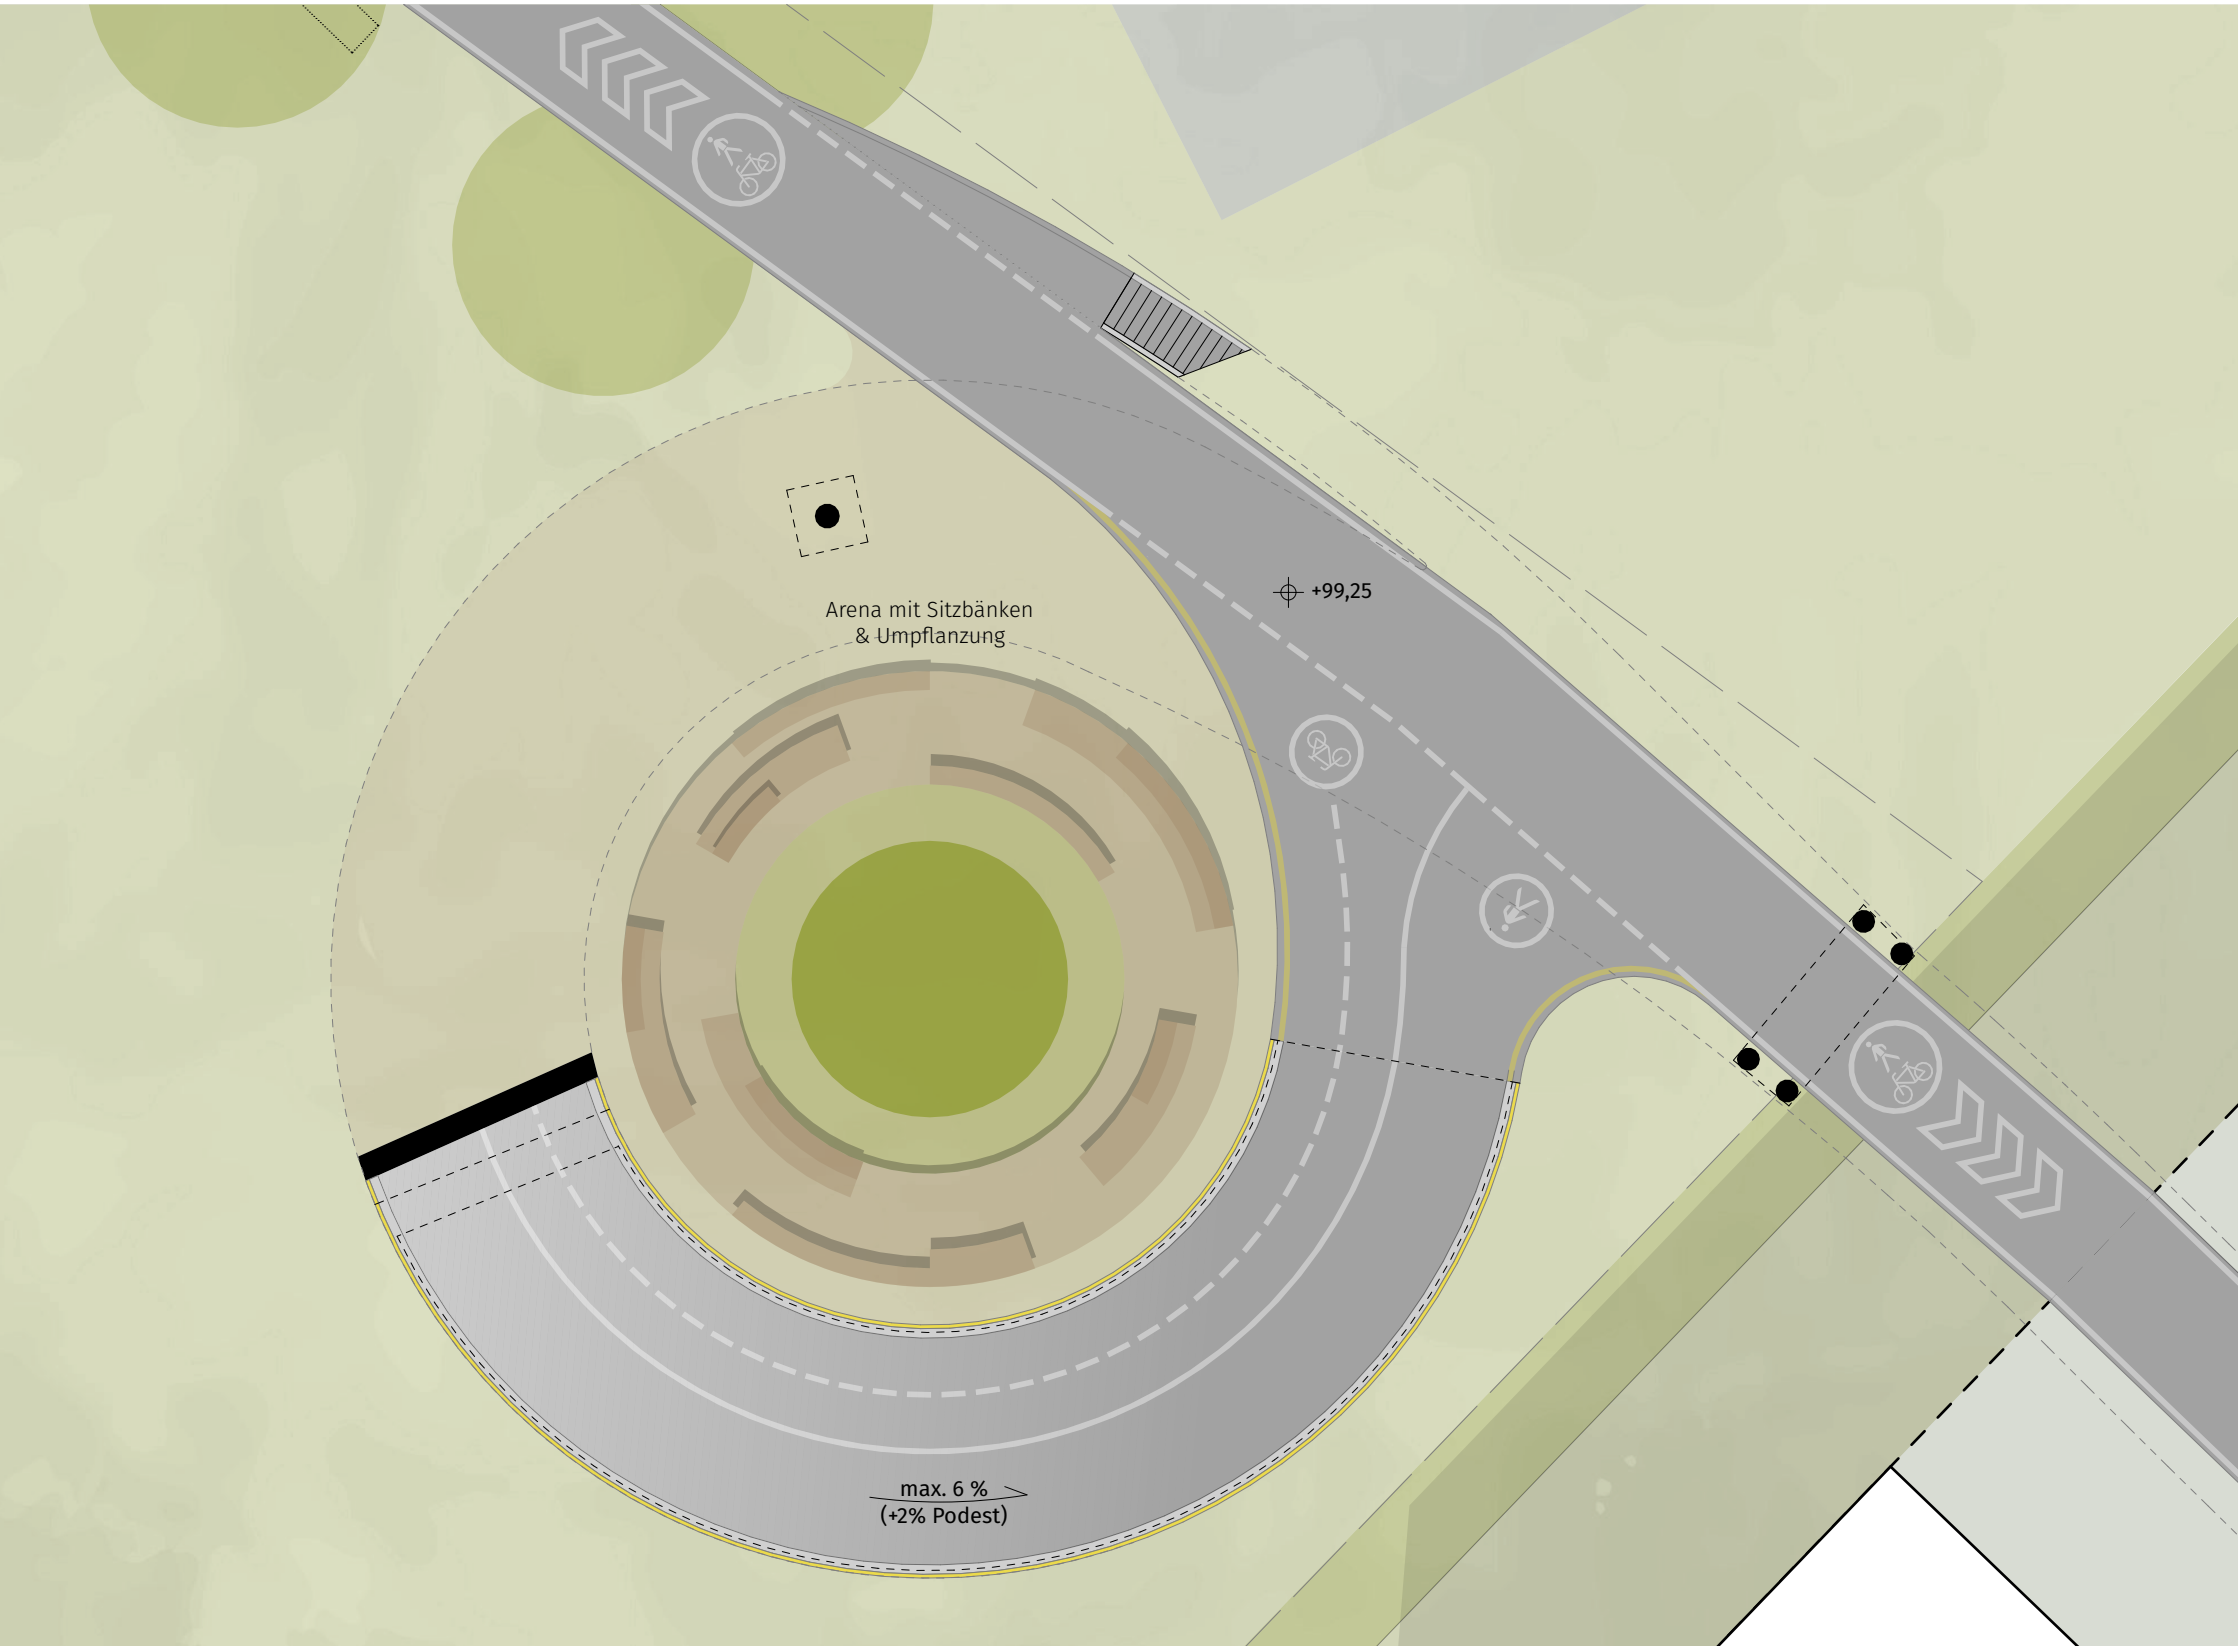 +99,25
Arena mit Sitzbänken
& Umpflanzung
max. 6 %
(+2% Podest)